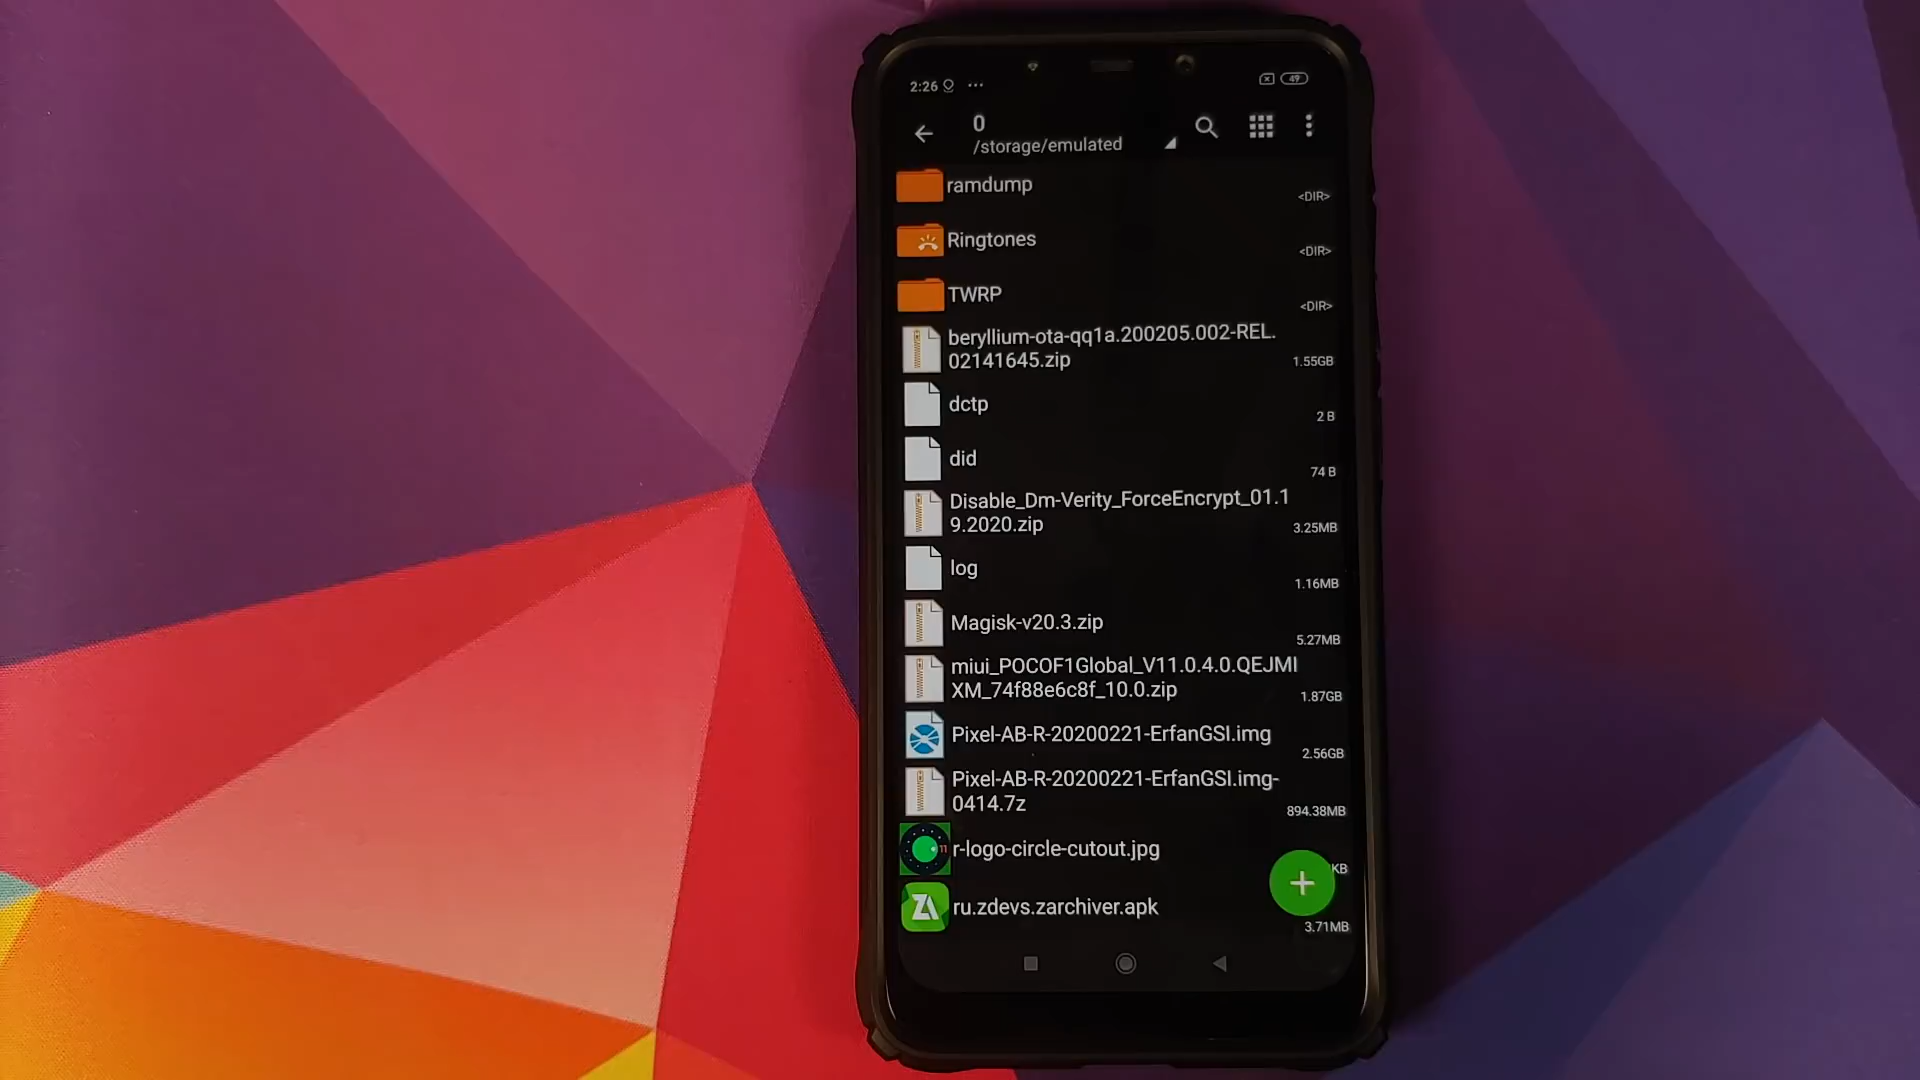 2:26 ... 49
0
/storage/emulated
ramdump
<DIR>
Ringtones
<DIR>
TWRP
<DIR>
beryllium-ota-qq1a.200205.002-REL.
02141645.zip
1.55GB
dctp
2 B
did
74 B
Disable_Dm-Verity_ForceEncrypt_01.1
9.2020.zip
3.25MB
log
1.16MB
Magisk-v20.3.zip
5.27MB
miui_POCOF1Global_V11.0.4.0.QEJMI
XM_74f88e6c8f_10.0.zip
1.87GB
Pixel-AB-R-20200221-ErfanGSI.img
2.56GB
Pixel-AB-R-20200221-ErfanGSI.img-
0414.7z
894.38MB
11
r-logo-circle-cutout.jpg
KB
ZA
ru.zdevs.zarchiver.apk
3.71MB